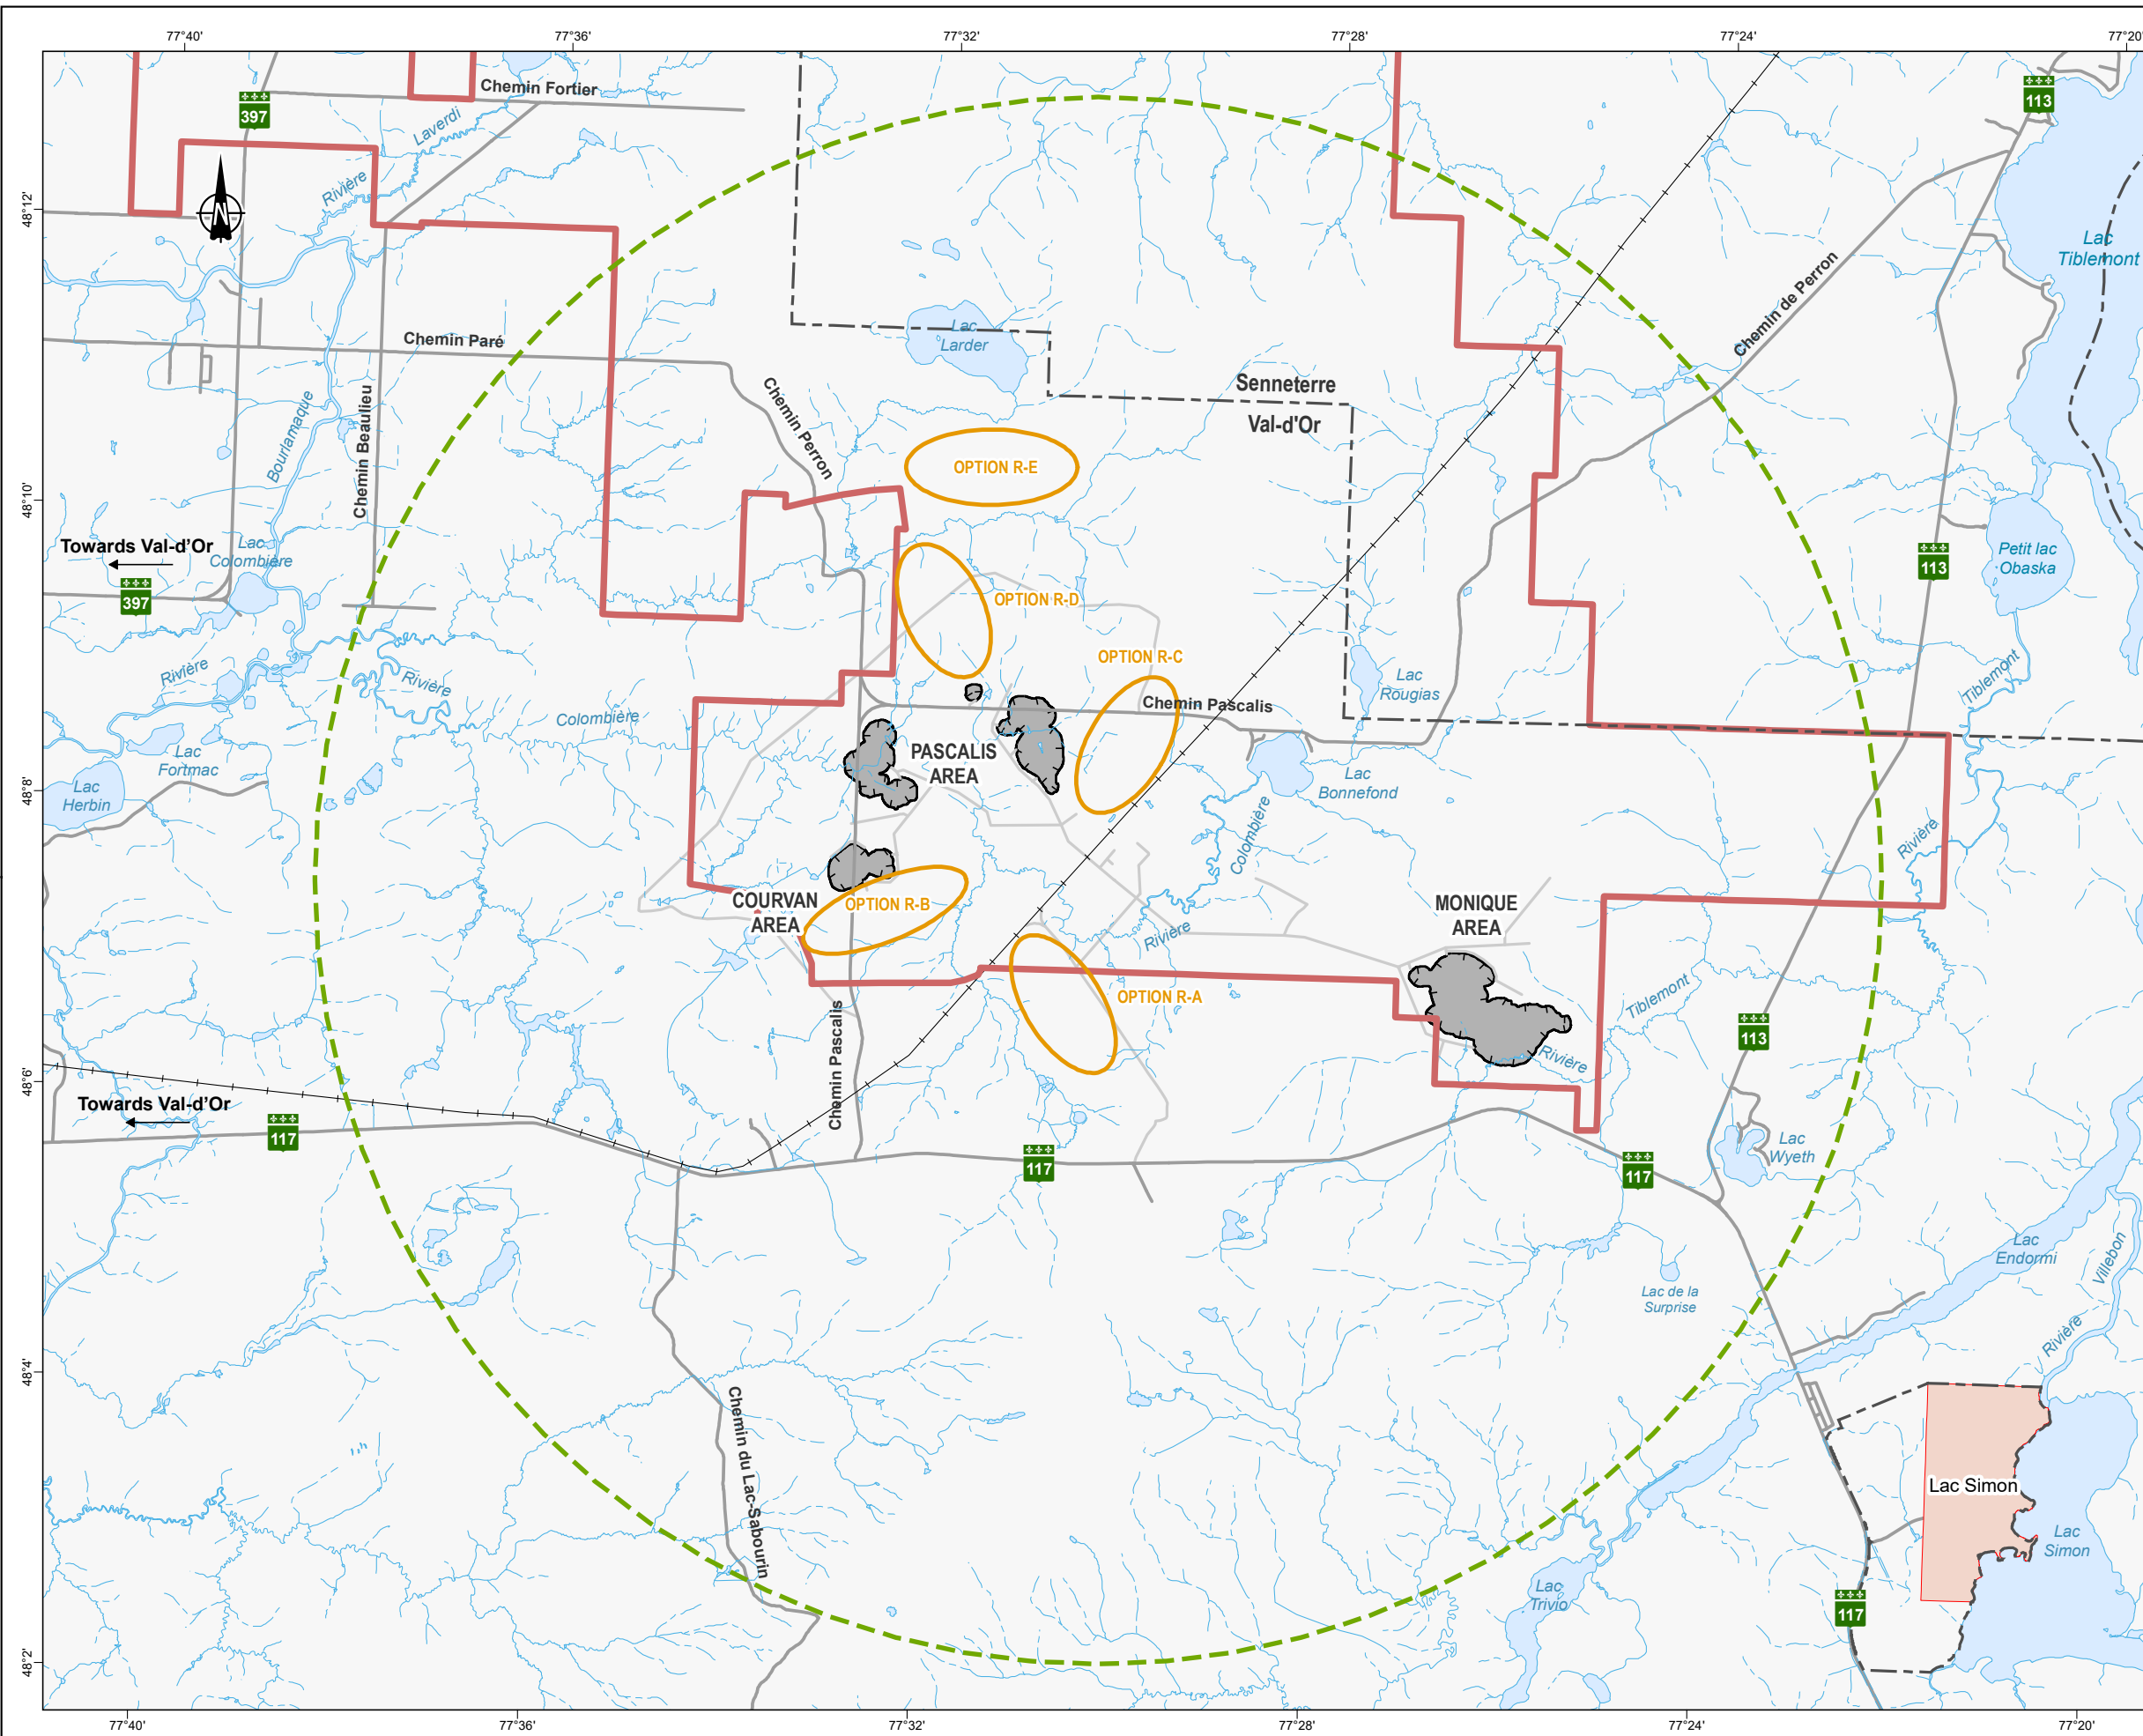 77°40'
77°36'
77°32'
77°28'
77°24'
77°20'
Chemin Fortier
397
113
Laverdi
Rivière
48°12'
N
Lac
Tiblemont
Chemin de Perron
Chemin Paré
Lac
Larder
Senneterre
Val-d'Or
Chemin Perron
Chemin Beaulieu
Bourlamaque
OPTION R-E
48°10'
Towards Val-d'Or
397
Lac
Colombière
113
Petit lac
Obaska
OPTION R-D
OPTION R-C
Rivière
Rivière
Colombière
Lac
Rougias
Tiblemont
Chemin Pascalis
PASCALIS
AREA
Lac
Fortmac
Lac
Herbin
48°8'
Lac
Bonnefond
Colombière
Rivière
COURVAN
AREA
OPTION R-B
MONIQUE
AREA
Rivière
OPTION R-A
Tiblemont
Rivière
113
Chemin Pascalis
48°6'
Towards Val-d'Or
117
117
117
Lac
Wyeth
Lac
Endormi
Villebon
Lac de la
Surprise
Rivière
48°4'
Chemin du Lac-Sabourin
Lac Simon
Lac
Simon
Lac
Trivio
117
48°2'
77°40'
77°36'
77°32'
77°28'
77°24'
77°20'